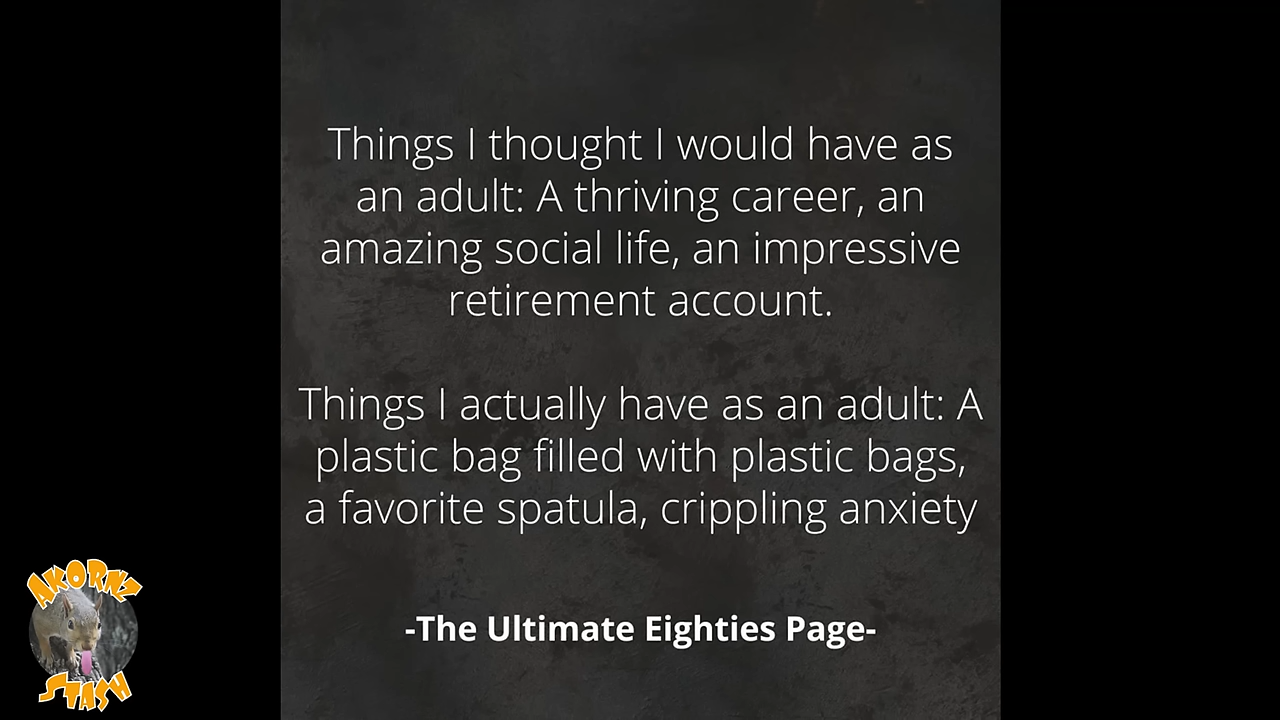 Things I thought I would have as
an adult: A thriving career, an
amazing social life, an impressive
retirement account.
Things I actually have as an adult: A
plastic bag filled with plastic bags,
a favorite spatula, crippling anxiety
-The Ultimate Eighties Page-
AKORNZ
STASH